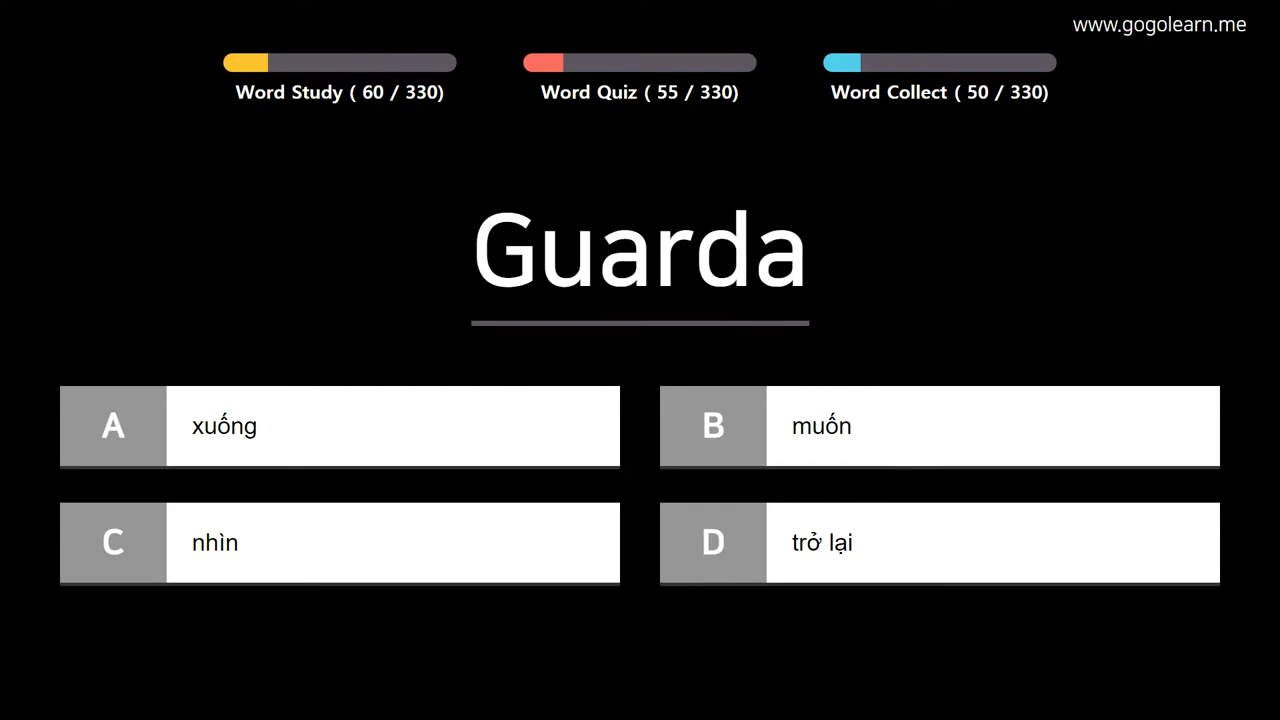 www.gogolearn.me
Word Study ( 60 / 330)
Word Quiz ( 55 / 330)
Word Collect ( 50 / 330)
Guarda
A xuống
B muốn
C nhìn
D trở lại